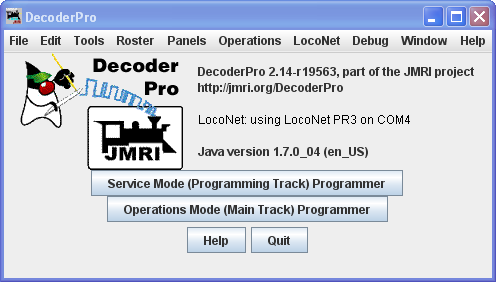 DecoderPro
File Edit Tools Roster Panels Operations LocoNet Debug Window Help
Decoder
Pro
JMRI
DecoderPro 2.14-r19563, part of the JMRI project
http://jmri.org/DecoderPro
LocoNet: using LocoNet PR3 on COM4
Java version 1.7.0_04 (en_US)
Service Mode (Programming Track) Programmer
Operations Mode (Main Track) Programmer
Help Quit